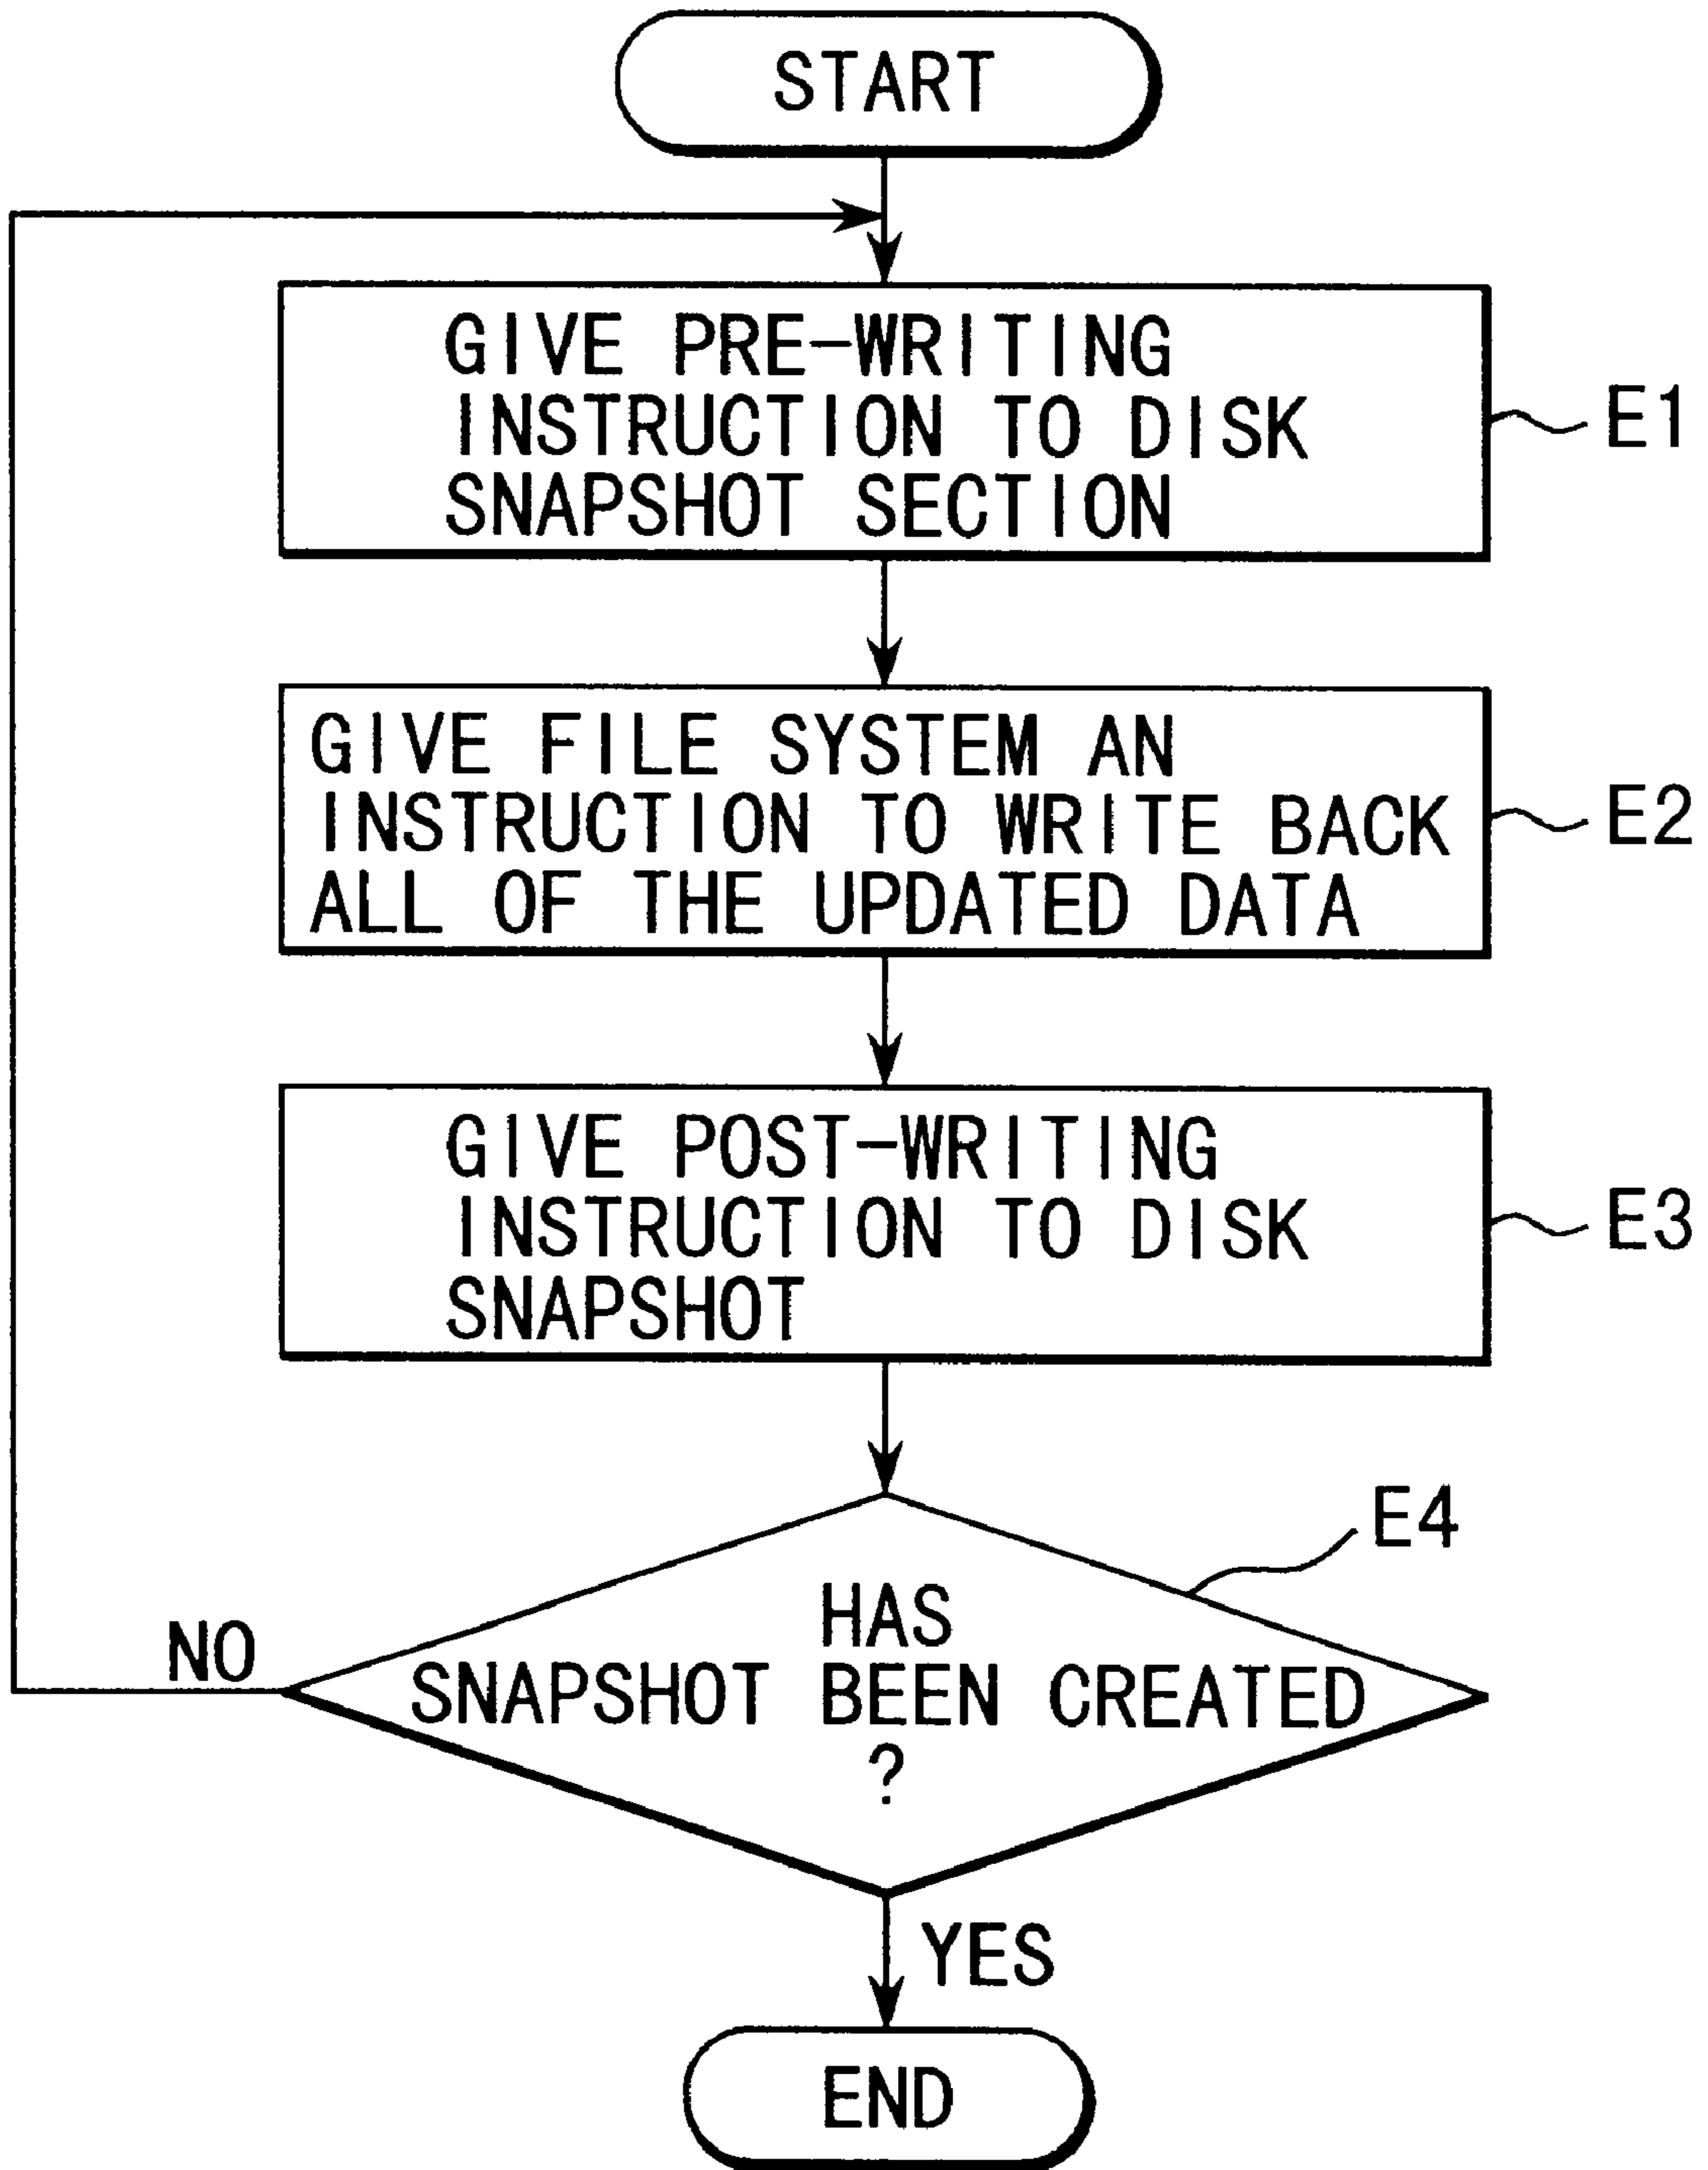 START
GIVE PRE-WRITING
INSTRUCTION TO DISK
SNAPSHOT SECTION
E1
GIVE FILE SYSTEM AN
INSTRUCTION TO WRITE BACK
ALL OF THE UPDATED DATA
E2
GIVE POST-WRITING
INSTRUCTION TO DISK
SNAPSHOT
E3
E4
HAS
SNAPSHOT BEEN CREATED
?
NO
YES
END